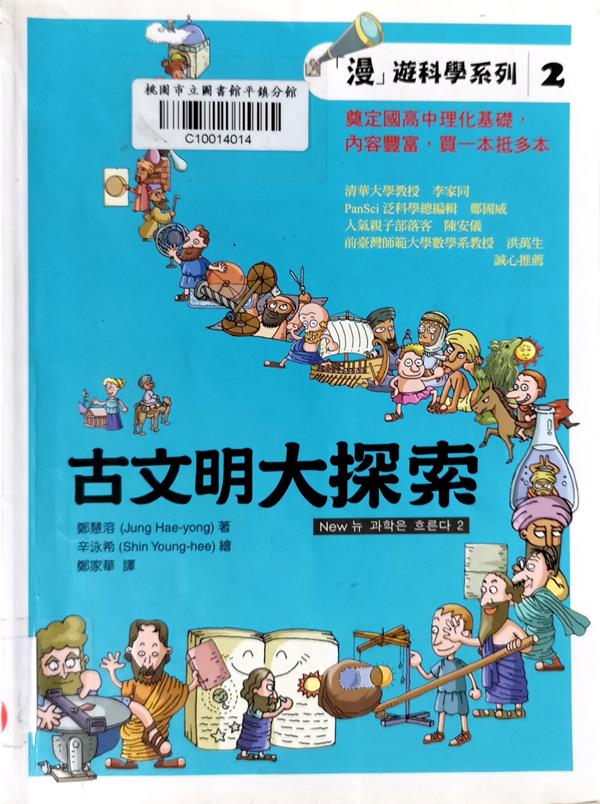 「漫」遊科學系列 2
桃園市立圖書館平鎮分館
C10014014
奠定國高中理化基礎，
內容豐富，買一本抵多本
清華大學教授 李家同
PanSci 泛科學總編輯 鄭國威
人氣親子部落客 陳安儀
前臺灣師範大學數學系教授 洪萬生
誠心推薦
古文明大探索
New 뉴 과학은 흐른다 2
鄭慧溶 (Jung Hae-yong) 著
辛泳希 (Shin Young-hee) 繪
鄭家華 譯